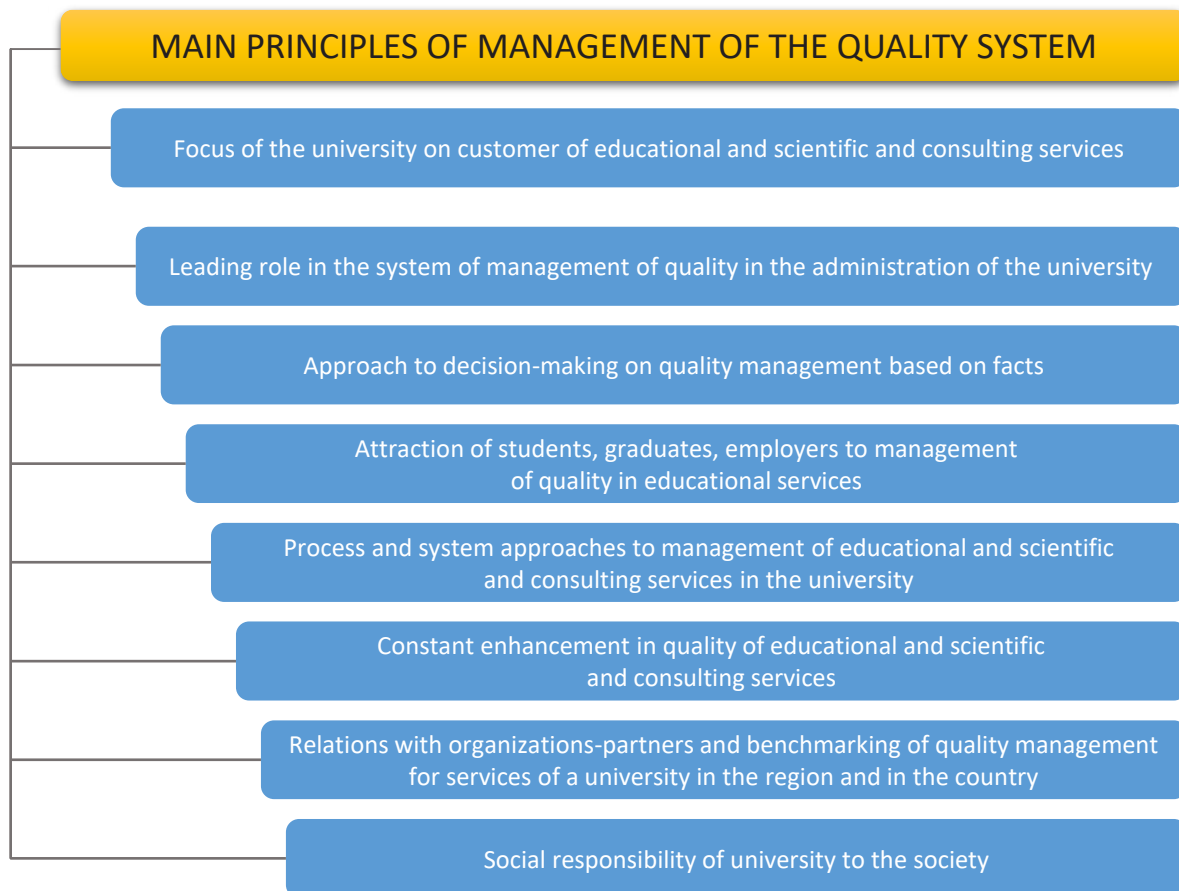 MAIN PRINCIPLES OF MANAGEMENT OF THE QUALITY SYSTEM
Focus of the university on customer of educational and scientific and consulting services
Leading role in the system of management of quality in the administration of the university
Approach to decision-making on quality management based on facts
Attraction of students, graduates, employers to management
of quality in educational services
Process and system approaches to management of educational and scientific
and consulting services in the university
Constant enhancement in quality of educational and scientific
and consulting services
Relations with organizations-partners and benchmarking of quality management
for services of a university in the region and in the country
Social responsibility of university to the society